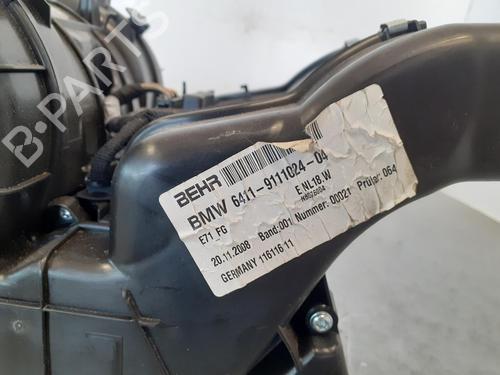 B-PARTS
BEHR
BMW 6411-9111024-04
E71 FG E NL18.W
20.11.2008 Band:001 Nummer: 00021 Prüfar: 064
GERMANY 11611611